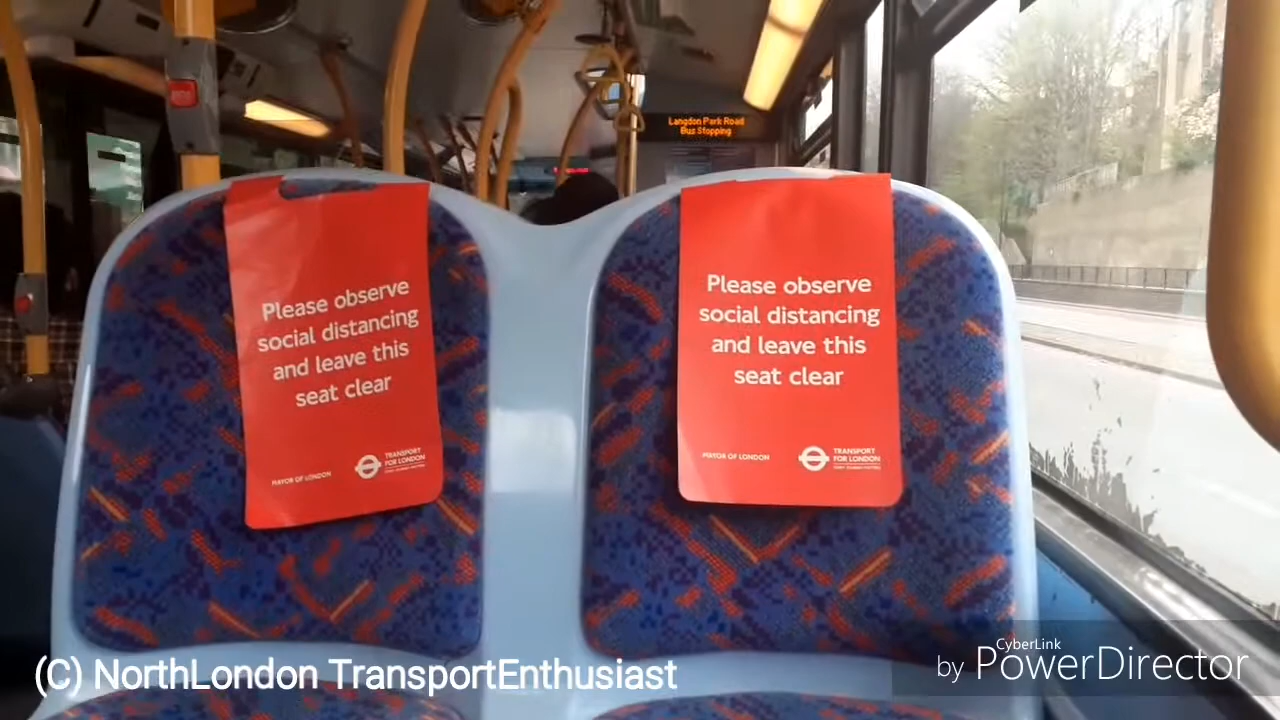 Langdon Park Road
Bus Stopping
Please observe
social distancing
and leave this
seat clear
MAYOR OF LONDON
TRANSPORT
FOR LONDON
Please observe
social distancing
and leave this
seat clear
MAYOR OF LONDON
TRANSPORT
FOR LONDON
(C) NorthLondon TransportEnthusiast
CyberLink
by PowerDirector